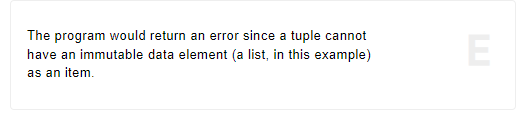 The program would return an error since a tuple cannot
have an immutable data element (a list, in this example)
as an item.
E